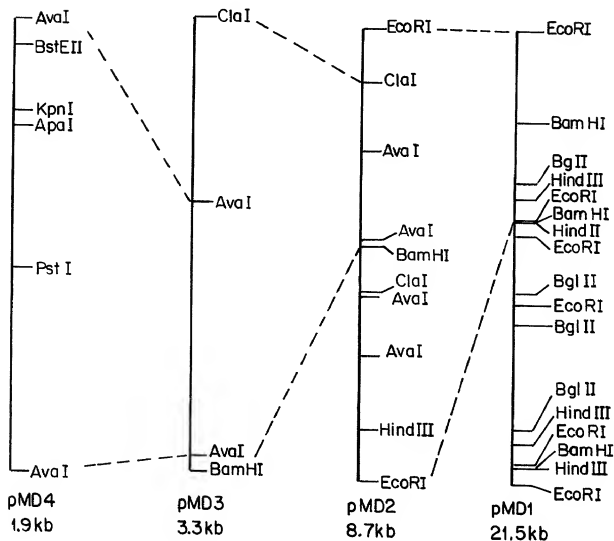 AvaI
BstEII
KpnI
ApaI
PstI
AvaI
pMD4
1.9kb
ClaI
AvaI
AvaI
BamHI
pMD3
3.3kb
EcoRI
ClaI
AvaI
AvaI
BamHI
ClaI
AvaI
AvaI
HindIII
EcoRI
pMD2
8.7kb
EcoRI
BamHI
BgII
HindIII
EcoRI
BamHI
HindII
EcoRI
BglII
EcoRI
BglII
BglII
HindIII
EcoRI
BamHI
HindIII
EcoRI
pMD1
21.5kb